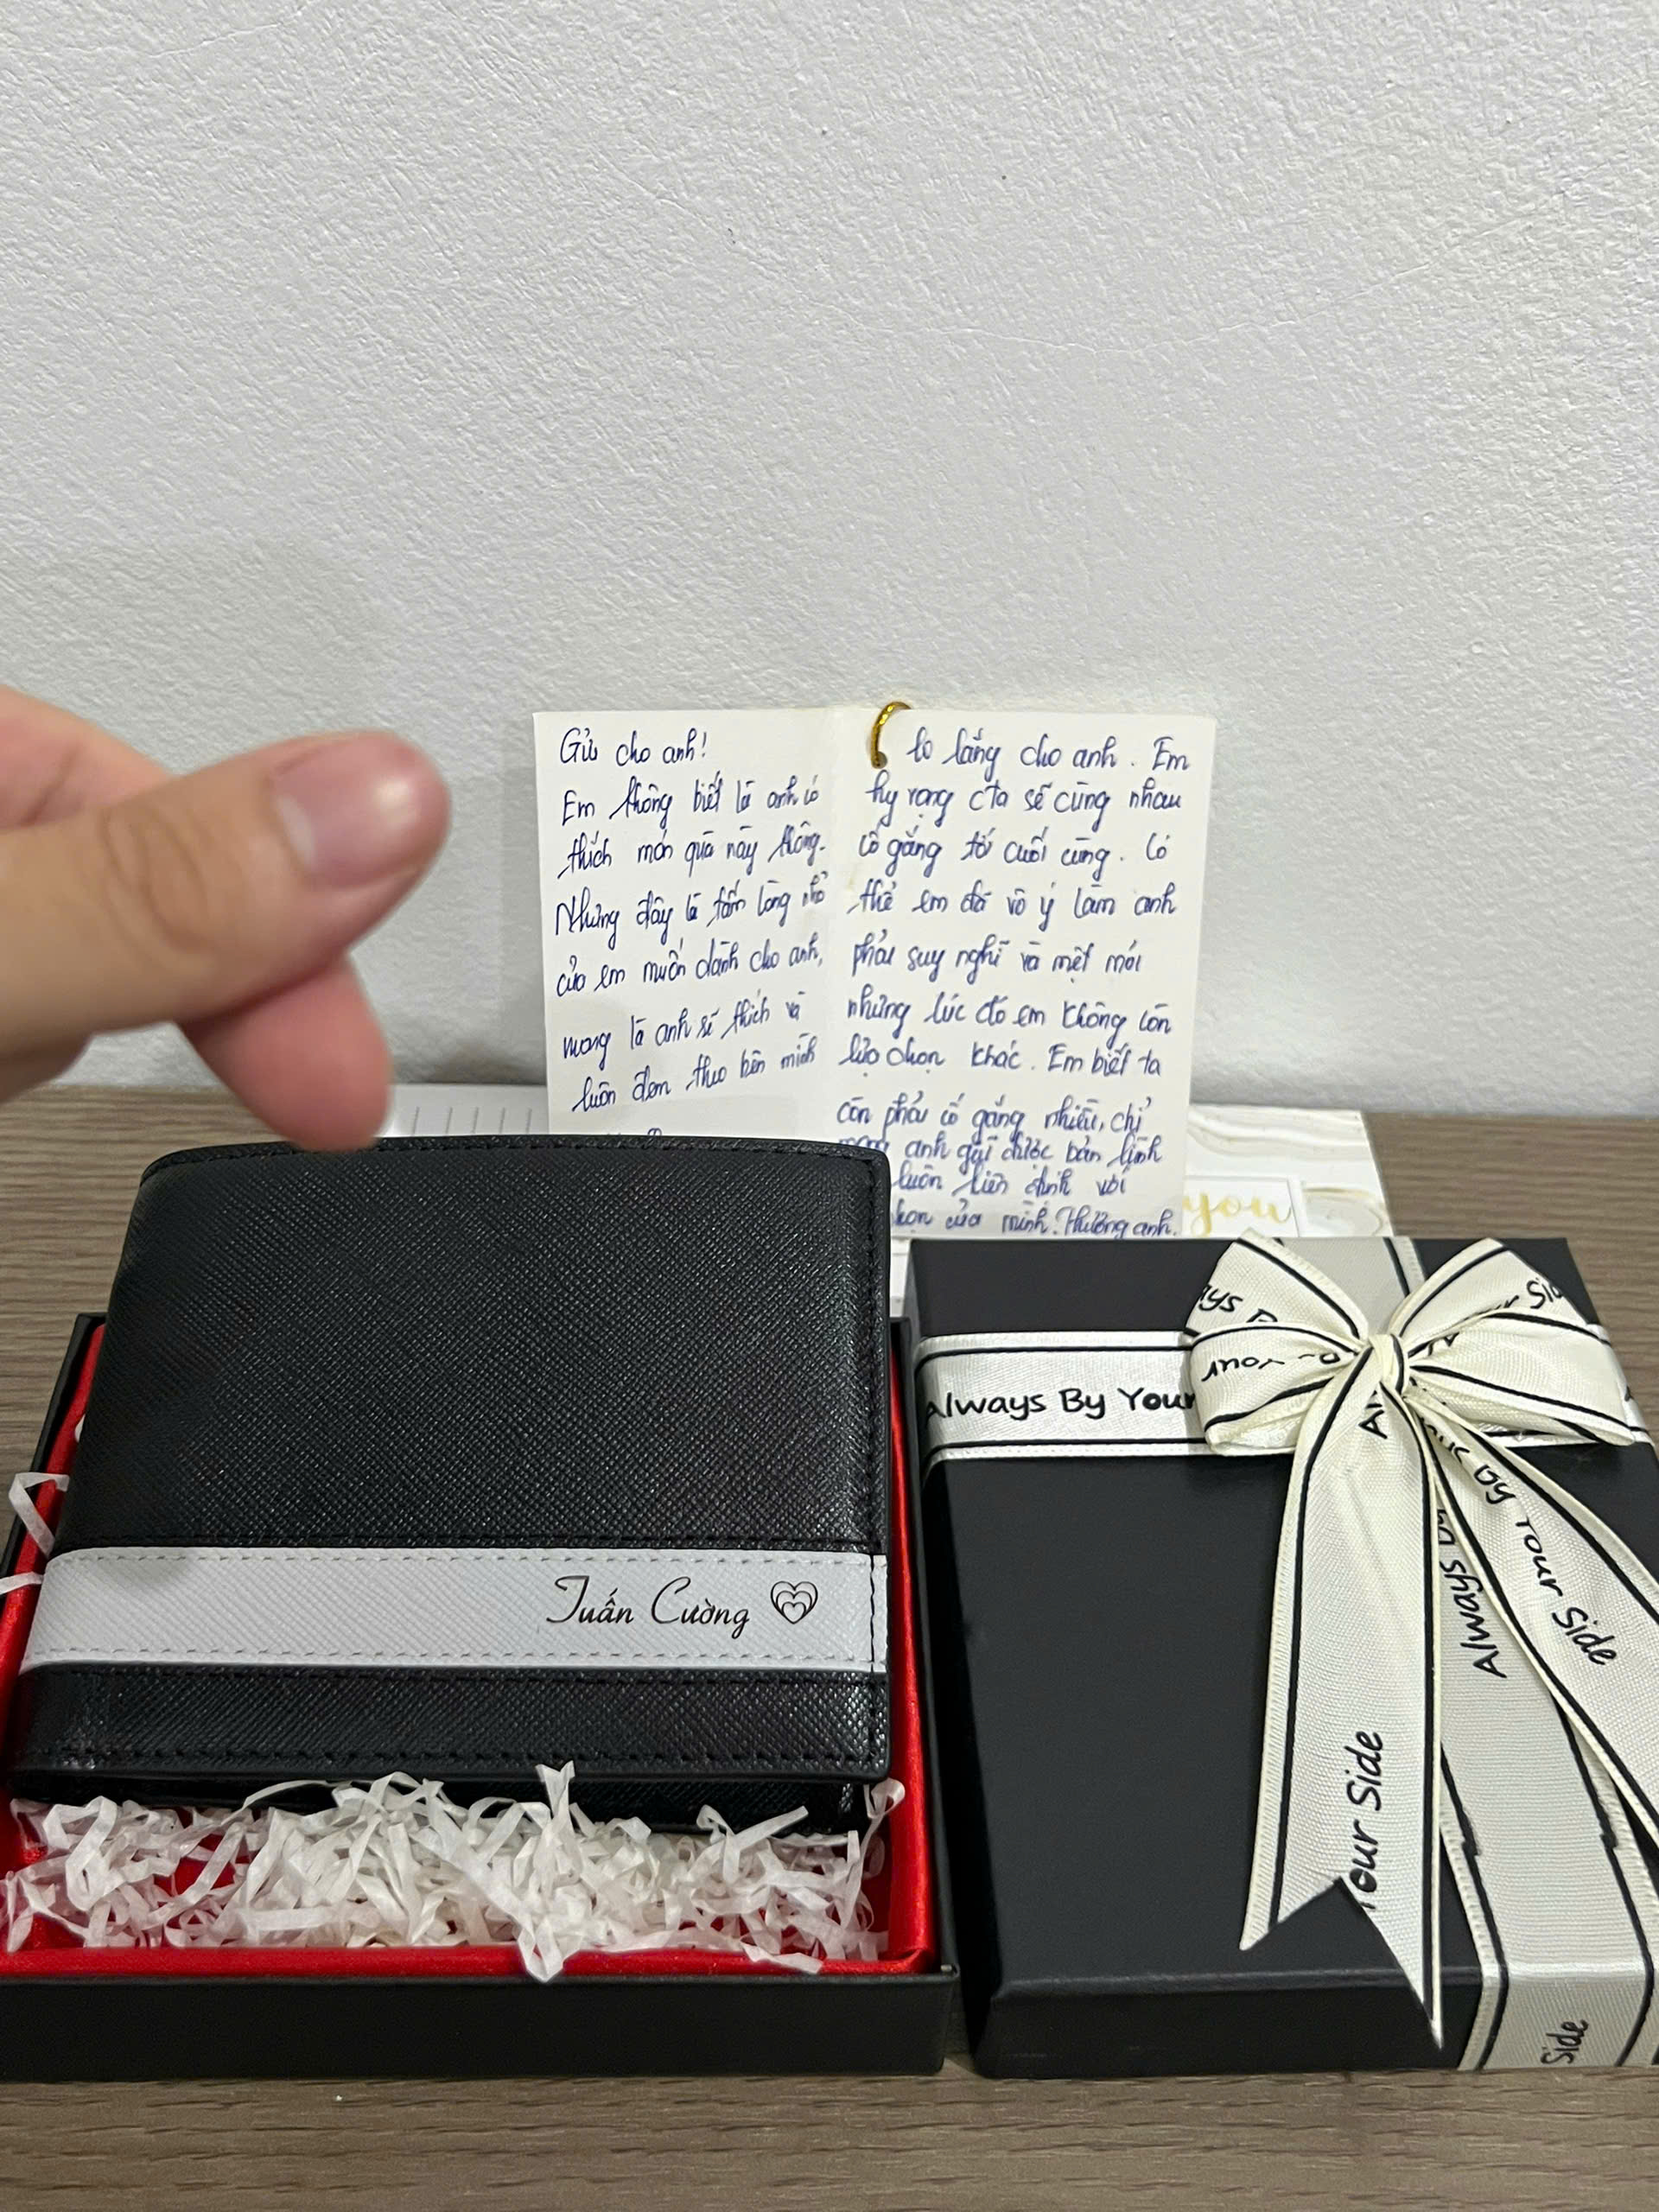 Gửi cho anh!
Em không biết là anh có
thích món quà này không.
Nhưng đây là tấm lòng nhỏ
của em muốn dành cho anh,
mong là anh sẽ thích và
luôn đem theo bên mình
lo lắng cho anh. Em
hy vọng cta sẽ cùng nhau
cố gắng tới cuối cùng. Có
thể em đã vô ý làm anh
phải suy nghĩ và mệt mỏi
nhưng lúc đó em không còn
lựa chọn khác. Em biết ta
còn phải cố gắng nhiều, chỉ
mong anh giữ được bản lĩnh
luôn kiên định với
chọn của mình. Thương anh.
you
Tuấn Cường
Always By Your
Your Side
Always By Your Side
Always
Side